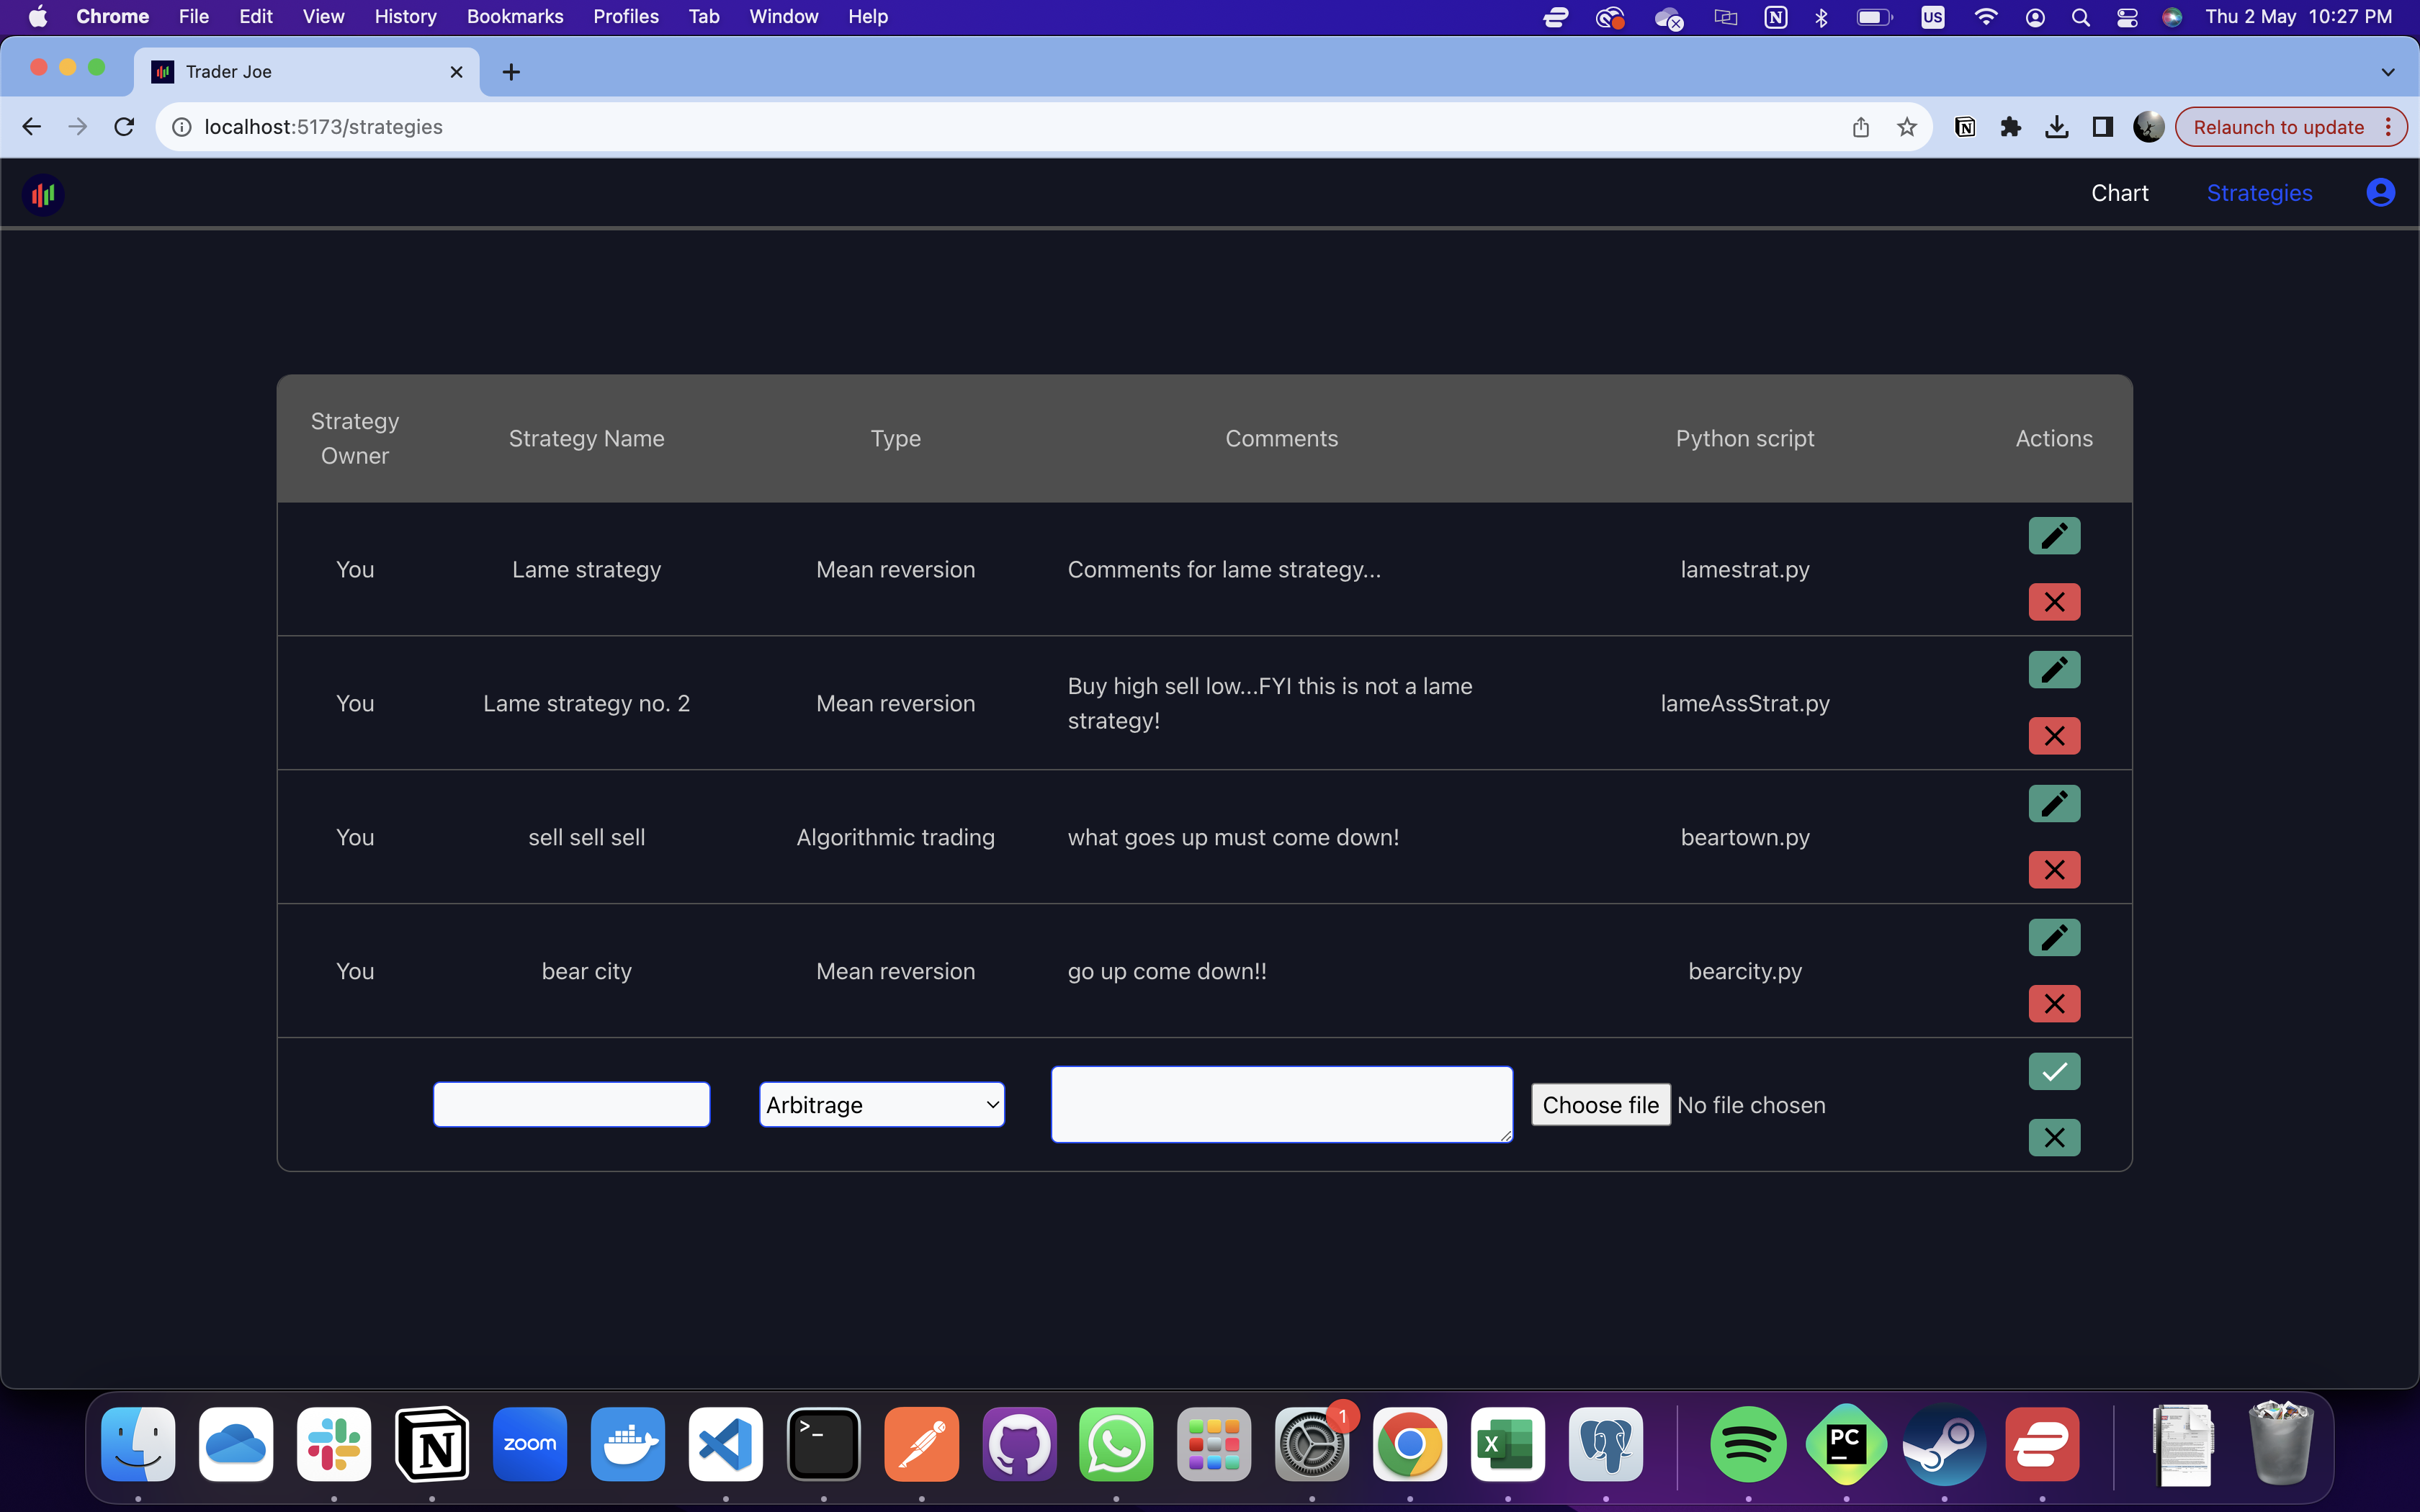 Chrome File Edit View History Bookmarks Profiles Tab Window Help US Thu 2 May 10:27 PM
Trader Joe
localhost:5173/strategies Relaunch to update
Chart Strategies
Strategy Owner Strategy Name Type Comments Python script Actions
You Lame strategy Mean reversion Comments for lame strategy... lamestrat.py
You Lame strategy no. 2 Mean reversion Buy high sell low...FYI this is not a lame strategy! lameAssStrat.py
You sell sell sell Algorithmic trading what goes up must come down! beartown.py
You bear city Mean reversion go up come down!! bearcity.py
Arbitrage Choose file No file chosen
N zoom >_ 1 X PC